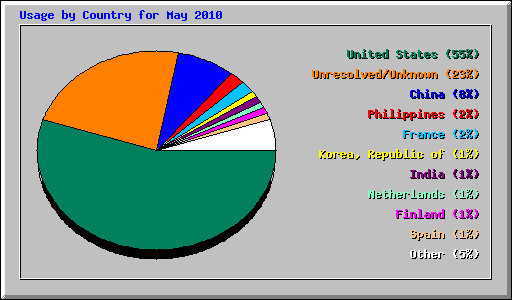 Usage by Country for May 2010
United States (55%)
Unresolved/Unknown (23%)
China (8%)
Philippines (2%)
France (2%)
Korea, Republic of (1%)
India (1%)
Netherlands (1%)
Finland (1%)
Spain (1%)
Other (5%)